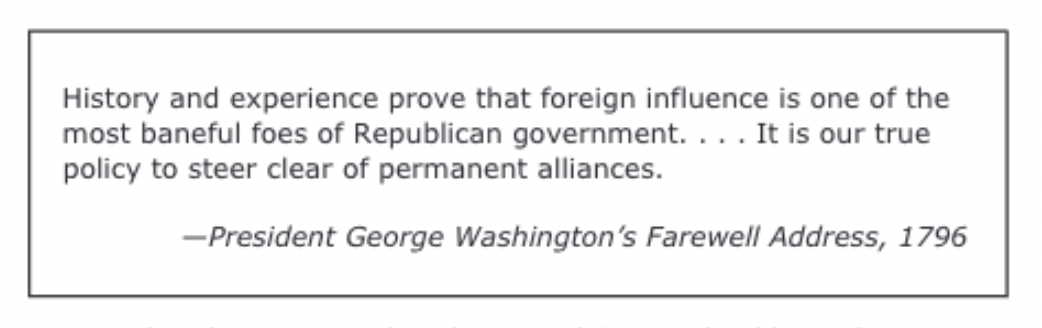 History and experience prove that foreign influence is one of the
most baneful foes of Republican government. . . . It is our true
policy to steer clear of permanent alliances.
—President George Washington’s Farewell Address, 1796